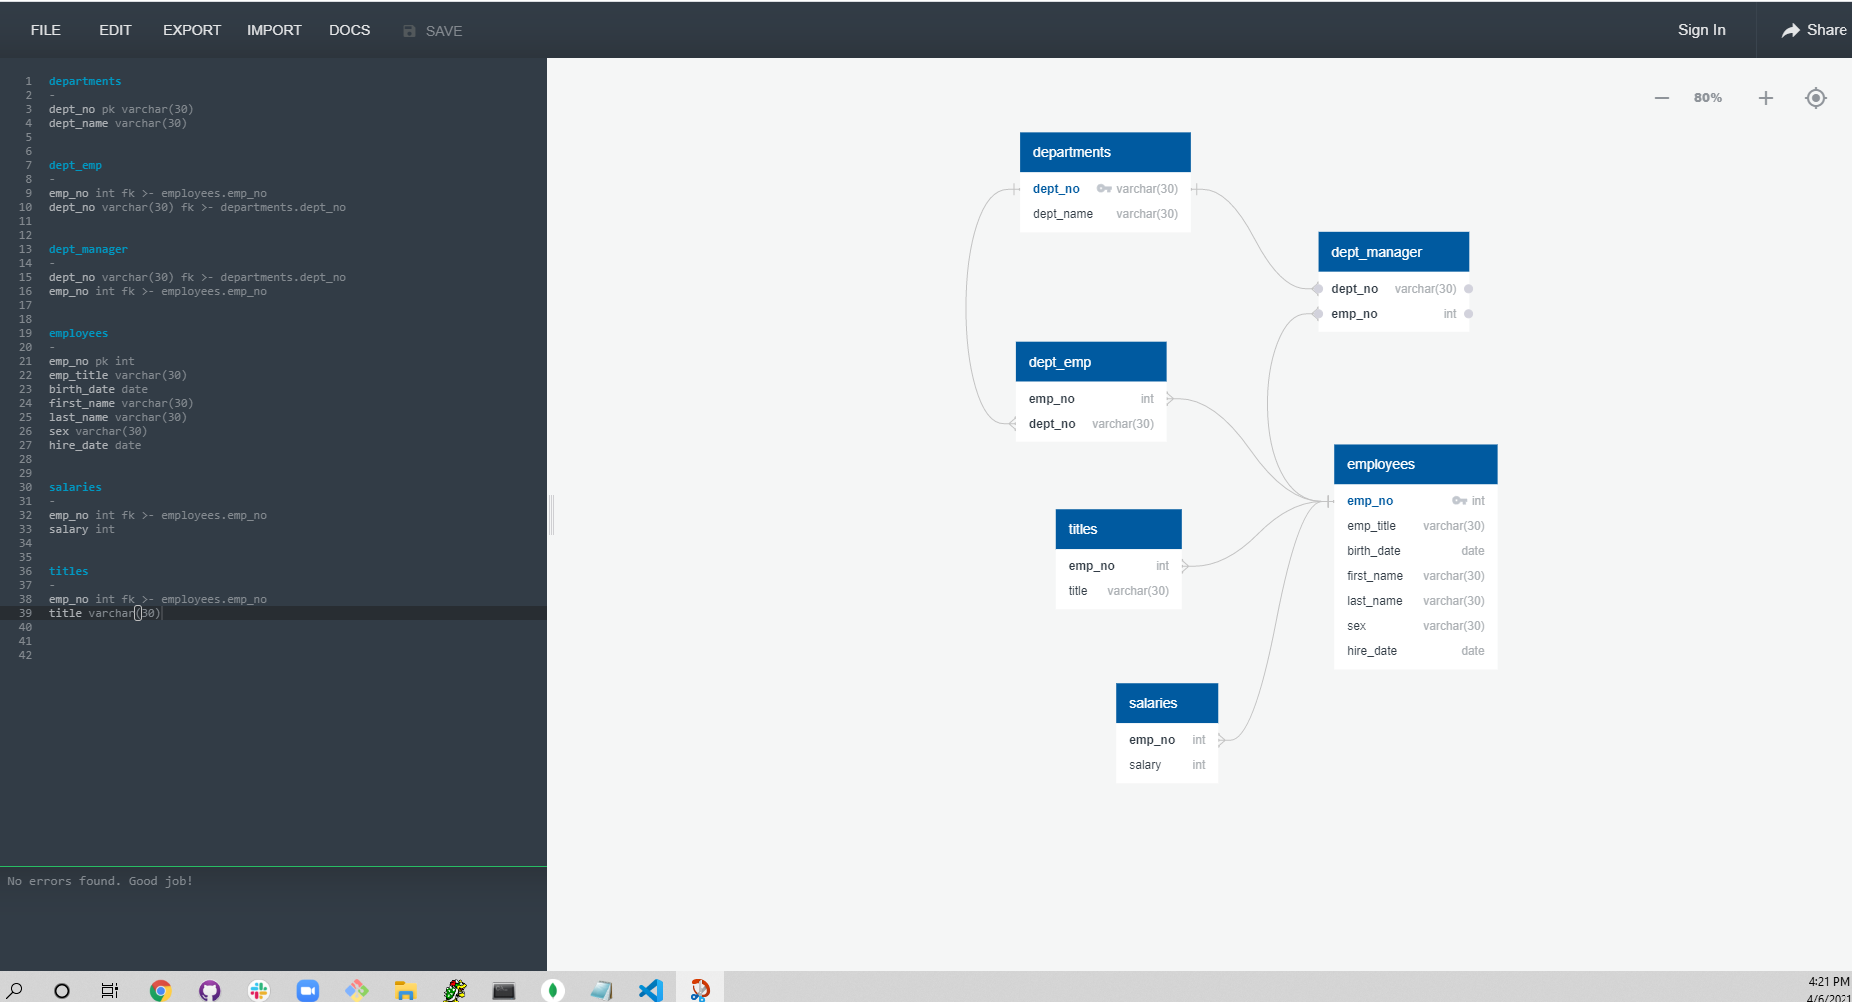 FILE EDIT EXPORT IMPORT DOCS SAVE Sign In Share
1 departments
2 -
3 dept_no pk varchar(30)
4 dept_name varchar(30)
5
6
7 dept_emp
8 -
9 emp_no int fk >- employees.emp_no
10 dept_no varchar(30) fk >- departments.dept_no
11
12
13 dept_manager
14 -
15 dept_no varchar(30) fk >- departments.dept_no
16 emp_no int fk >- employees.emp_no
17
18
19 employees
20 -
21 emp_no pk int
22 emp_title varchar(30)
23 birth_date date
24 first_name varchar(30)
25 last_name varchar(30)
26 sex varchar(30)
27 hire_date date
28
29
30 salaries
31 -
32 emp_no int fk >- employees.emp_no
33 salary int
34
35
36 titles
37 -
38 emp_no int fk >- employees.emp_no
39 title varchar(30)
40
41
42
No errors found. Good job!
80%
departments
dept_no varchar(30)
dept_name varchar(30)
dept_manager
dept_no varchar(30)
emp_no int
dept_emp
emp_no int
dept_no varchar(30)
employees
emp_no int
emp_title varchar(30)
birth_date date
first_name varchar(30)
last_name varchar(30)
sex varchar(30)
hire_date date
titles
emp_no int
title varchar(30)
salaries
emp_no int
salary int
4:21 PM
4/6/2021